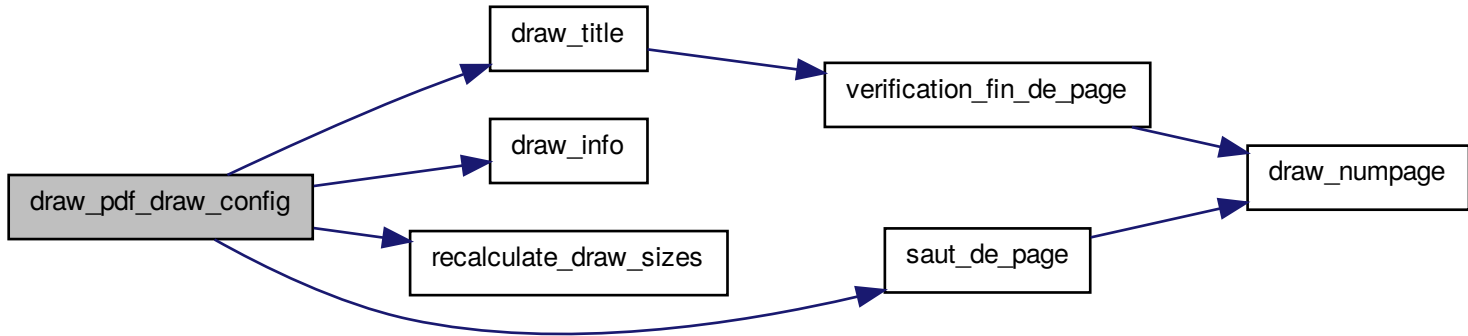 draw_title
verification_fin_de_page
draw_info
draw_numpage
draw_pdf_draw_config
recalculate_draw_sizes
saut_de_page